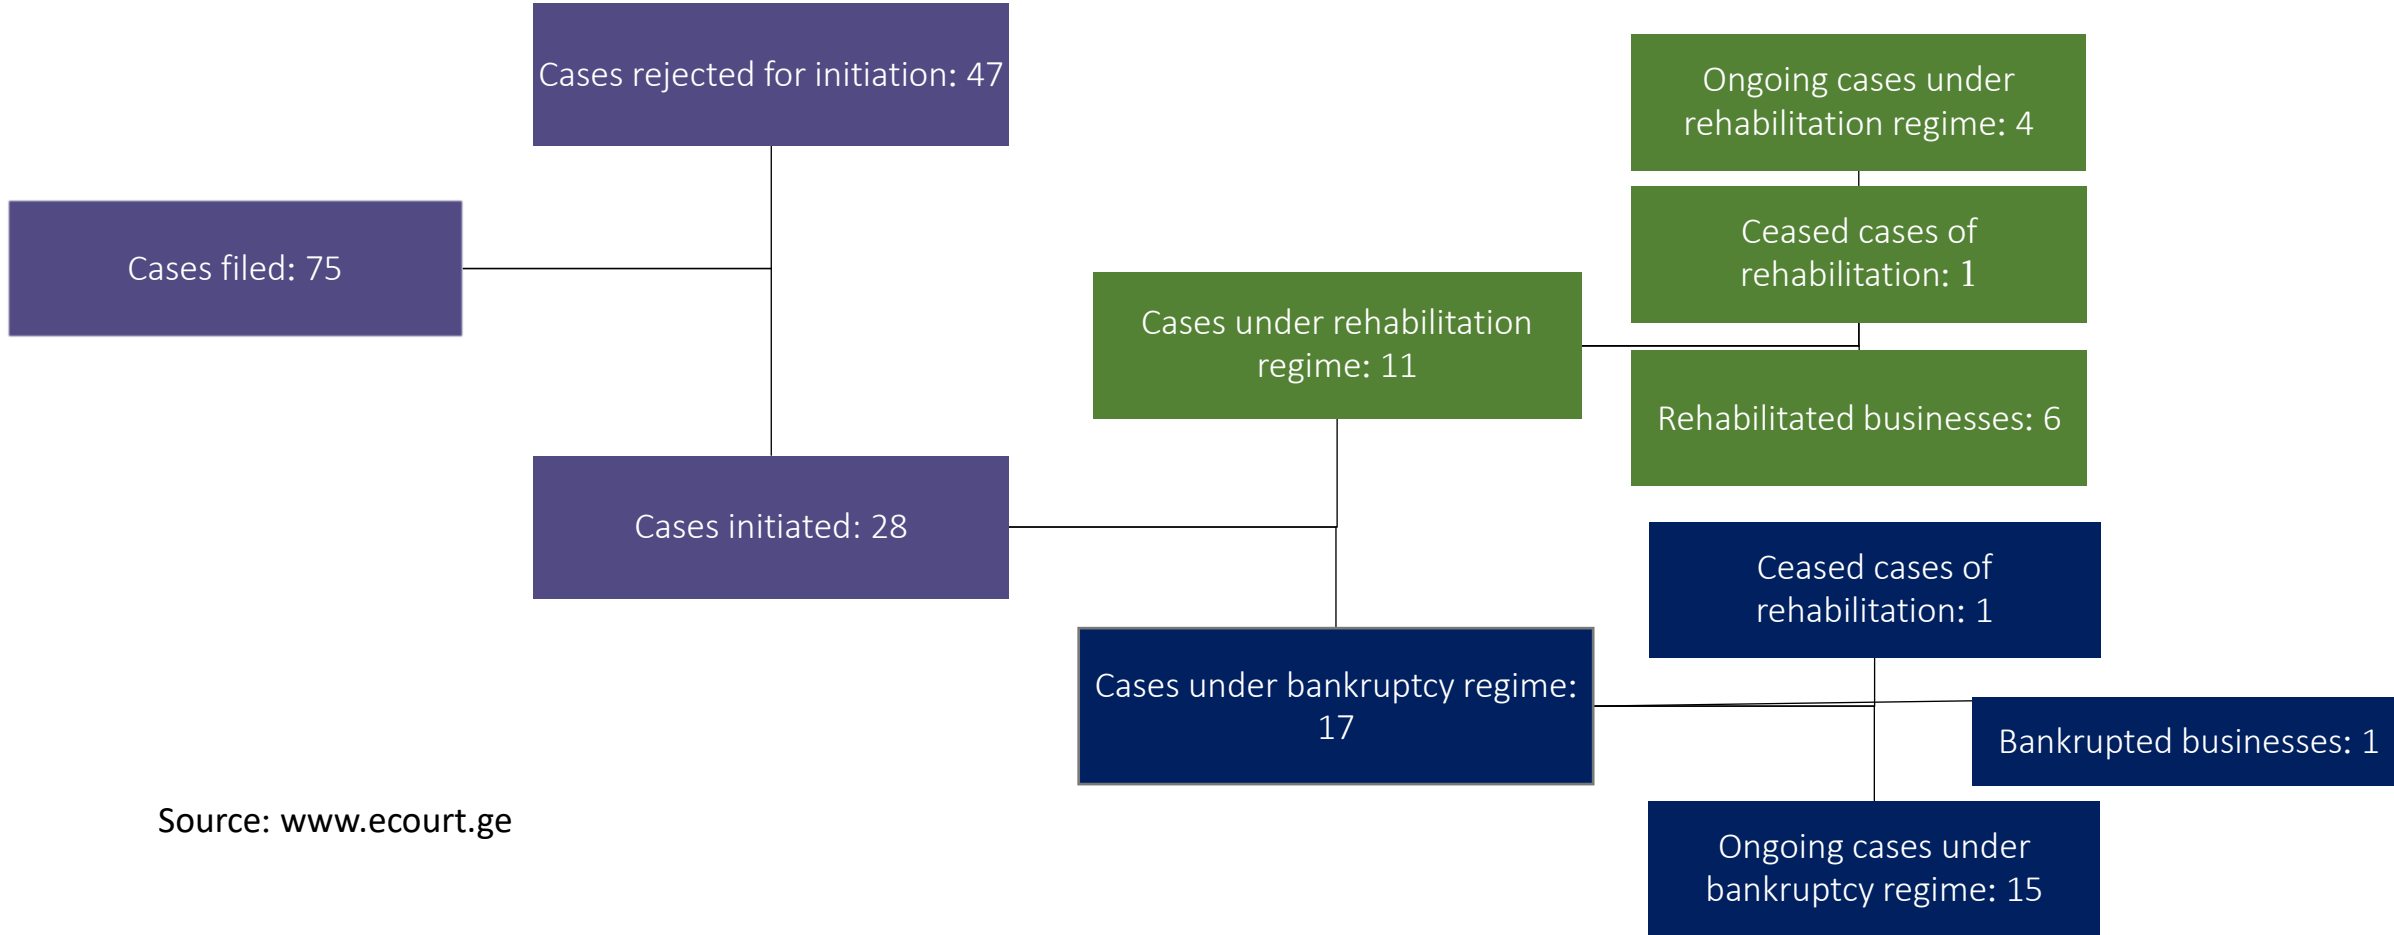 Cases rejected for initiation: 47
Cases filed: 75
Cases initiated: 28
Cases under rehabilitation
regime: 11
Ongoing cases under
rehabilitation regime: 4
Ceased cases of
rehabilitation: 1
Rehabilitated businesses: 6
Cases under bankruptcy regime:
17
Ceased cases of
rehabilitation: 1
Bankrupted businesses: 1
Ongoing cases under
bankruptcy regime: 15
Source: www.ecourt.ge